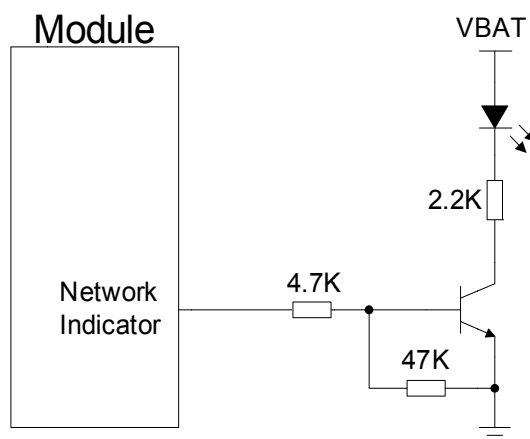 Module
VBAT
2.2K
4.7K
Network
Indicator
47K